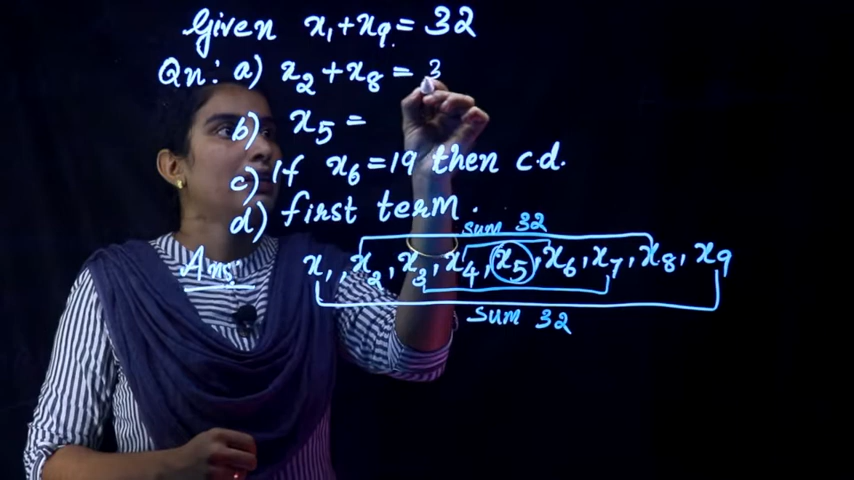 Given x₁+x₉=32
Qn: a) x₂+x₈=3
b) x₅=
c) If x₆=19 then c.d.
d) first term.
sum 32
Ans: x₁, x₂, x₃, x₄, x₅, x₆, x₇, x₈, x₉
sum 32